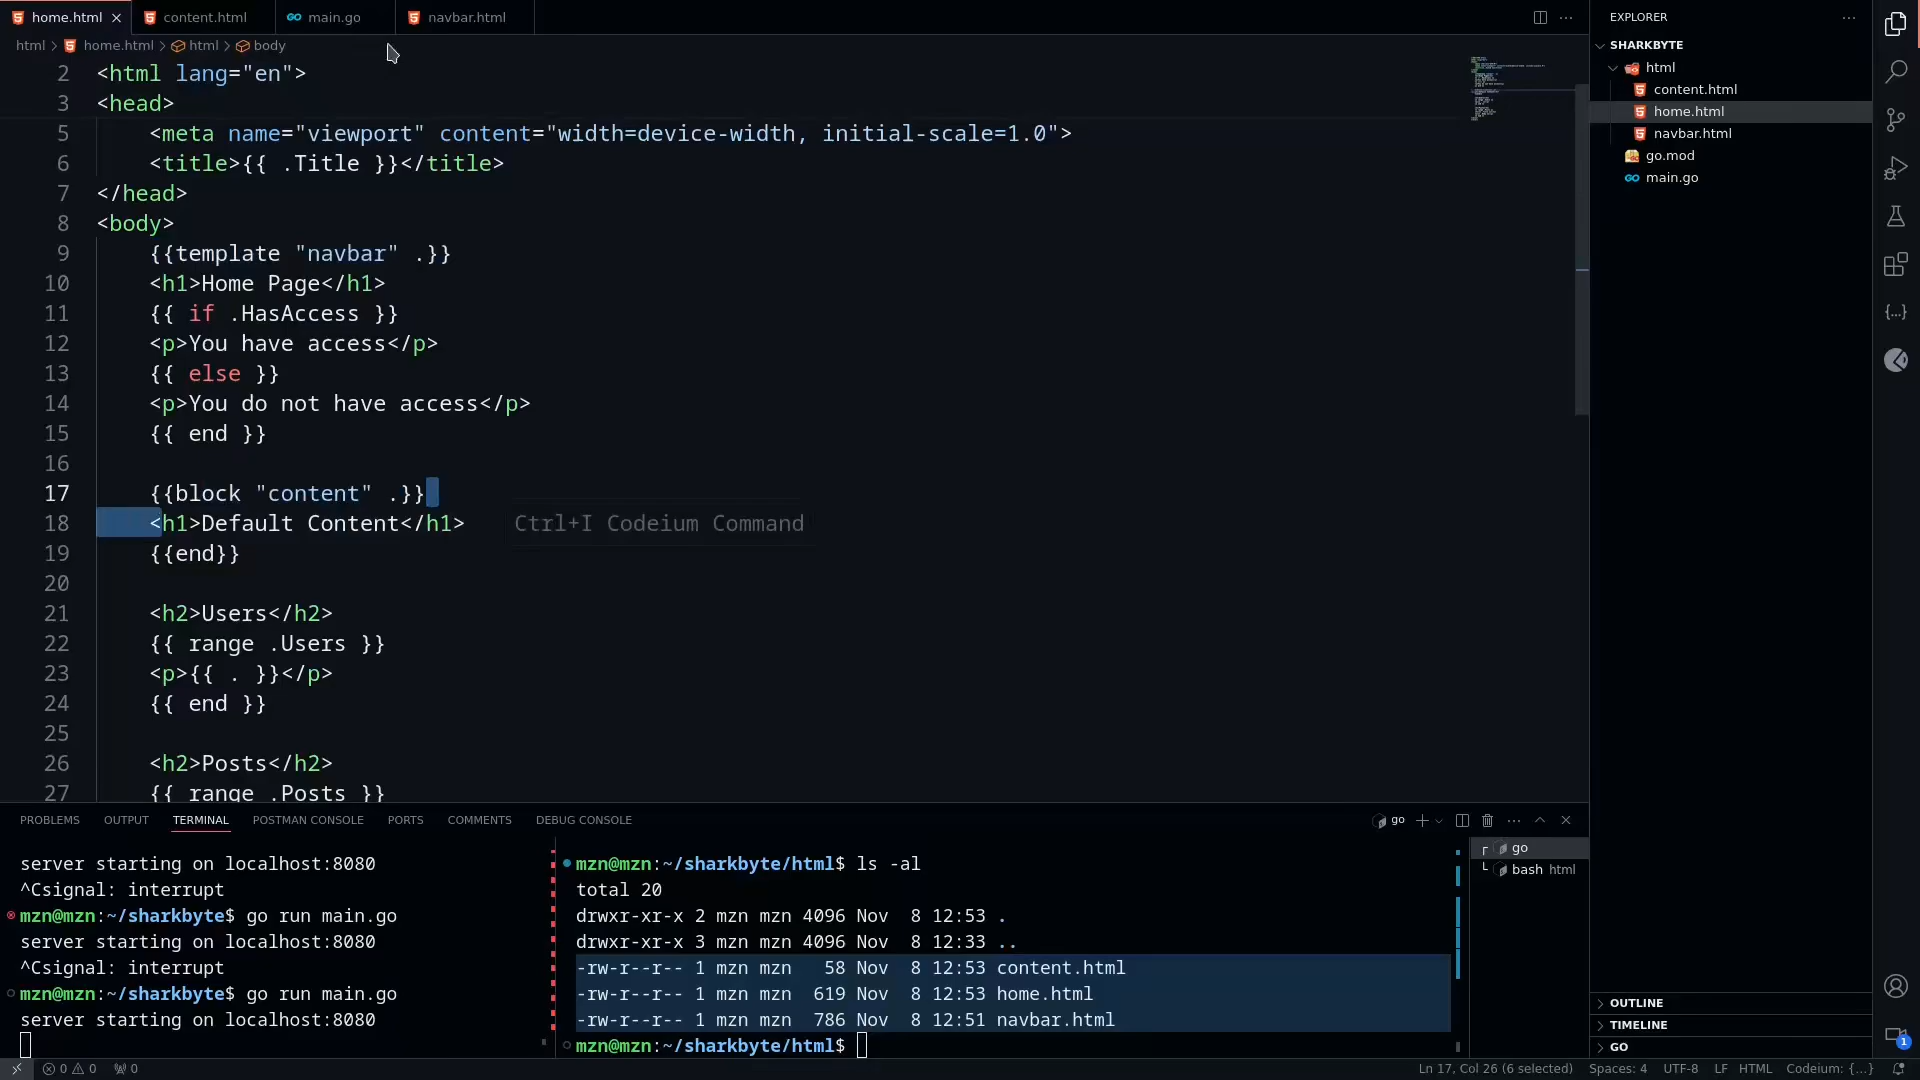 home.html
content.html
main.go
navbar.html
html > home.html > html > body
2 <html lang="en">
3 <head>
5 <meta name="viewport" content="width=device-width, initial-scale=1.0">
6 <title>{{ .Title }}</title>
7 </head>
8 <body>
9 {{template "navbar" .}}
10 <h1>Home Page</h1>
11 {{ if .HasAccess }}
12 <p>You have access</p>
13 {{ else }}
14 <p>You do not have access</p>
15 {{ end }}
16
17 {{block "content" .}}
18 <h1>Default Content</h1> Ctrl+I Codeium Command
19 {{end}}
20
21 <h2>Users</h2>
22 {{ range .Users }}
23 <p>{{ . }}</p>
24 {{ end }}
25
26 <h2>Posts</h2>
27 {{ range .Posts }}
EXPLORER
SHARKBYTE
html
content.html
home.html
navbar.html
go.mod
main.go
OUTLINE
TIMELINE
GO
PROBLEMS OUTPUT TERMINAL POSTMAN CONSOLE PORTS COMMENTS DEBUG CONSOLE
go
server starting on localhost:8080
^Csignal: interrupt
mzn@mzn:~/sharkbyte$ go run main.go
server starting on localhost:8080
^Csignal: interrupt
mzn@mzn:~/sharkbyte$ go run main.go
server starting on localhost:8080
mzn@mzn:~/sharkbyte/html$ ls -al
total 20
drwxr-xr-x 2 mzn mzn 4096 Nov  8 12:53 .
drwxr-xr-x 3 mzn mzn 4096 Nov  8 12:33 ..
-rw-r--r-- 1 mzn mzn   58 Nov  8 12:53 content.html
-rw-r--r-- 1 mzn mzn  619 Nov  8 12:53 home.html
-rw-r--r-- 1 mzn mzn  786 Nov  8 12:51 navbar.html
mzn@mzn:~/sharkbyte/html$
go
bash html
1
0 0 0
Ln 17, Col 26 (6 selected) Spaces: 4 UTF-8 LF HTML Codeium: {...}